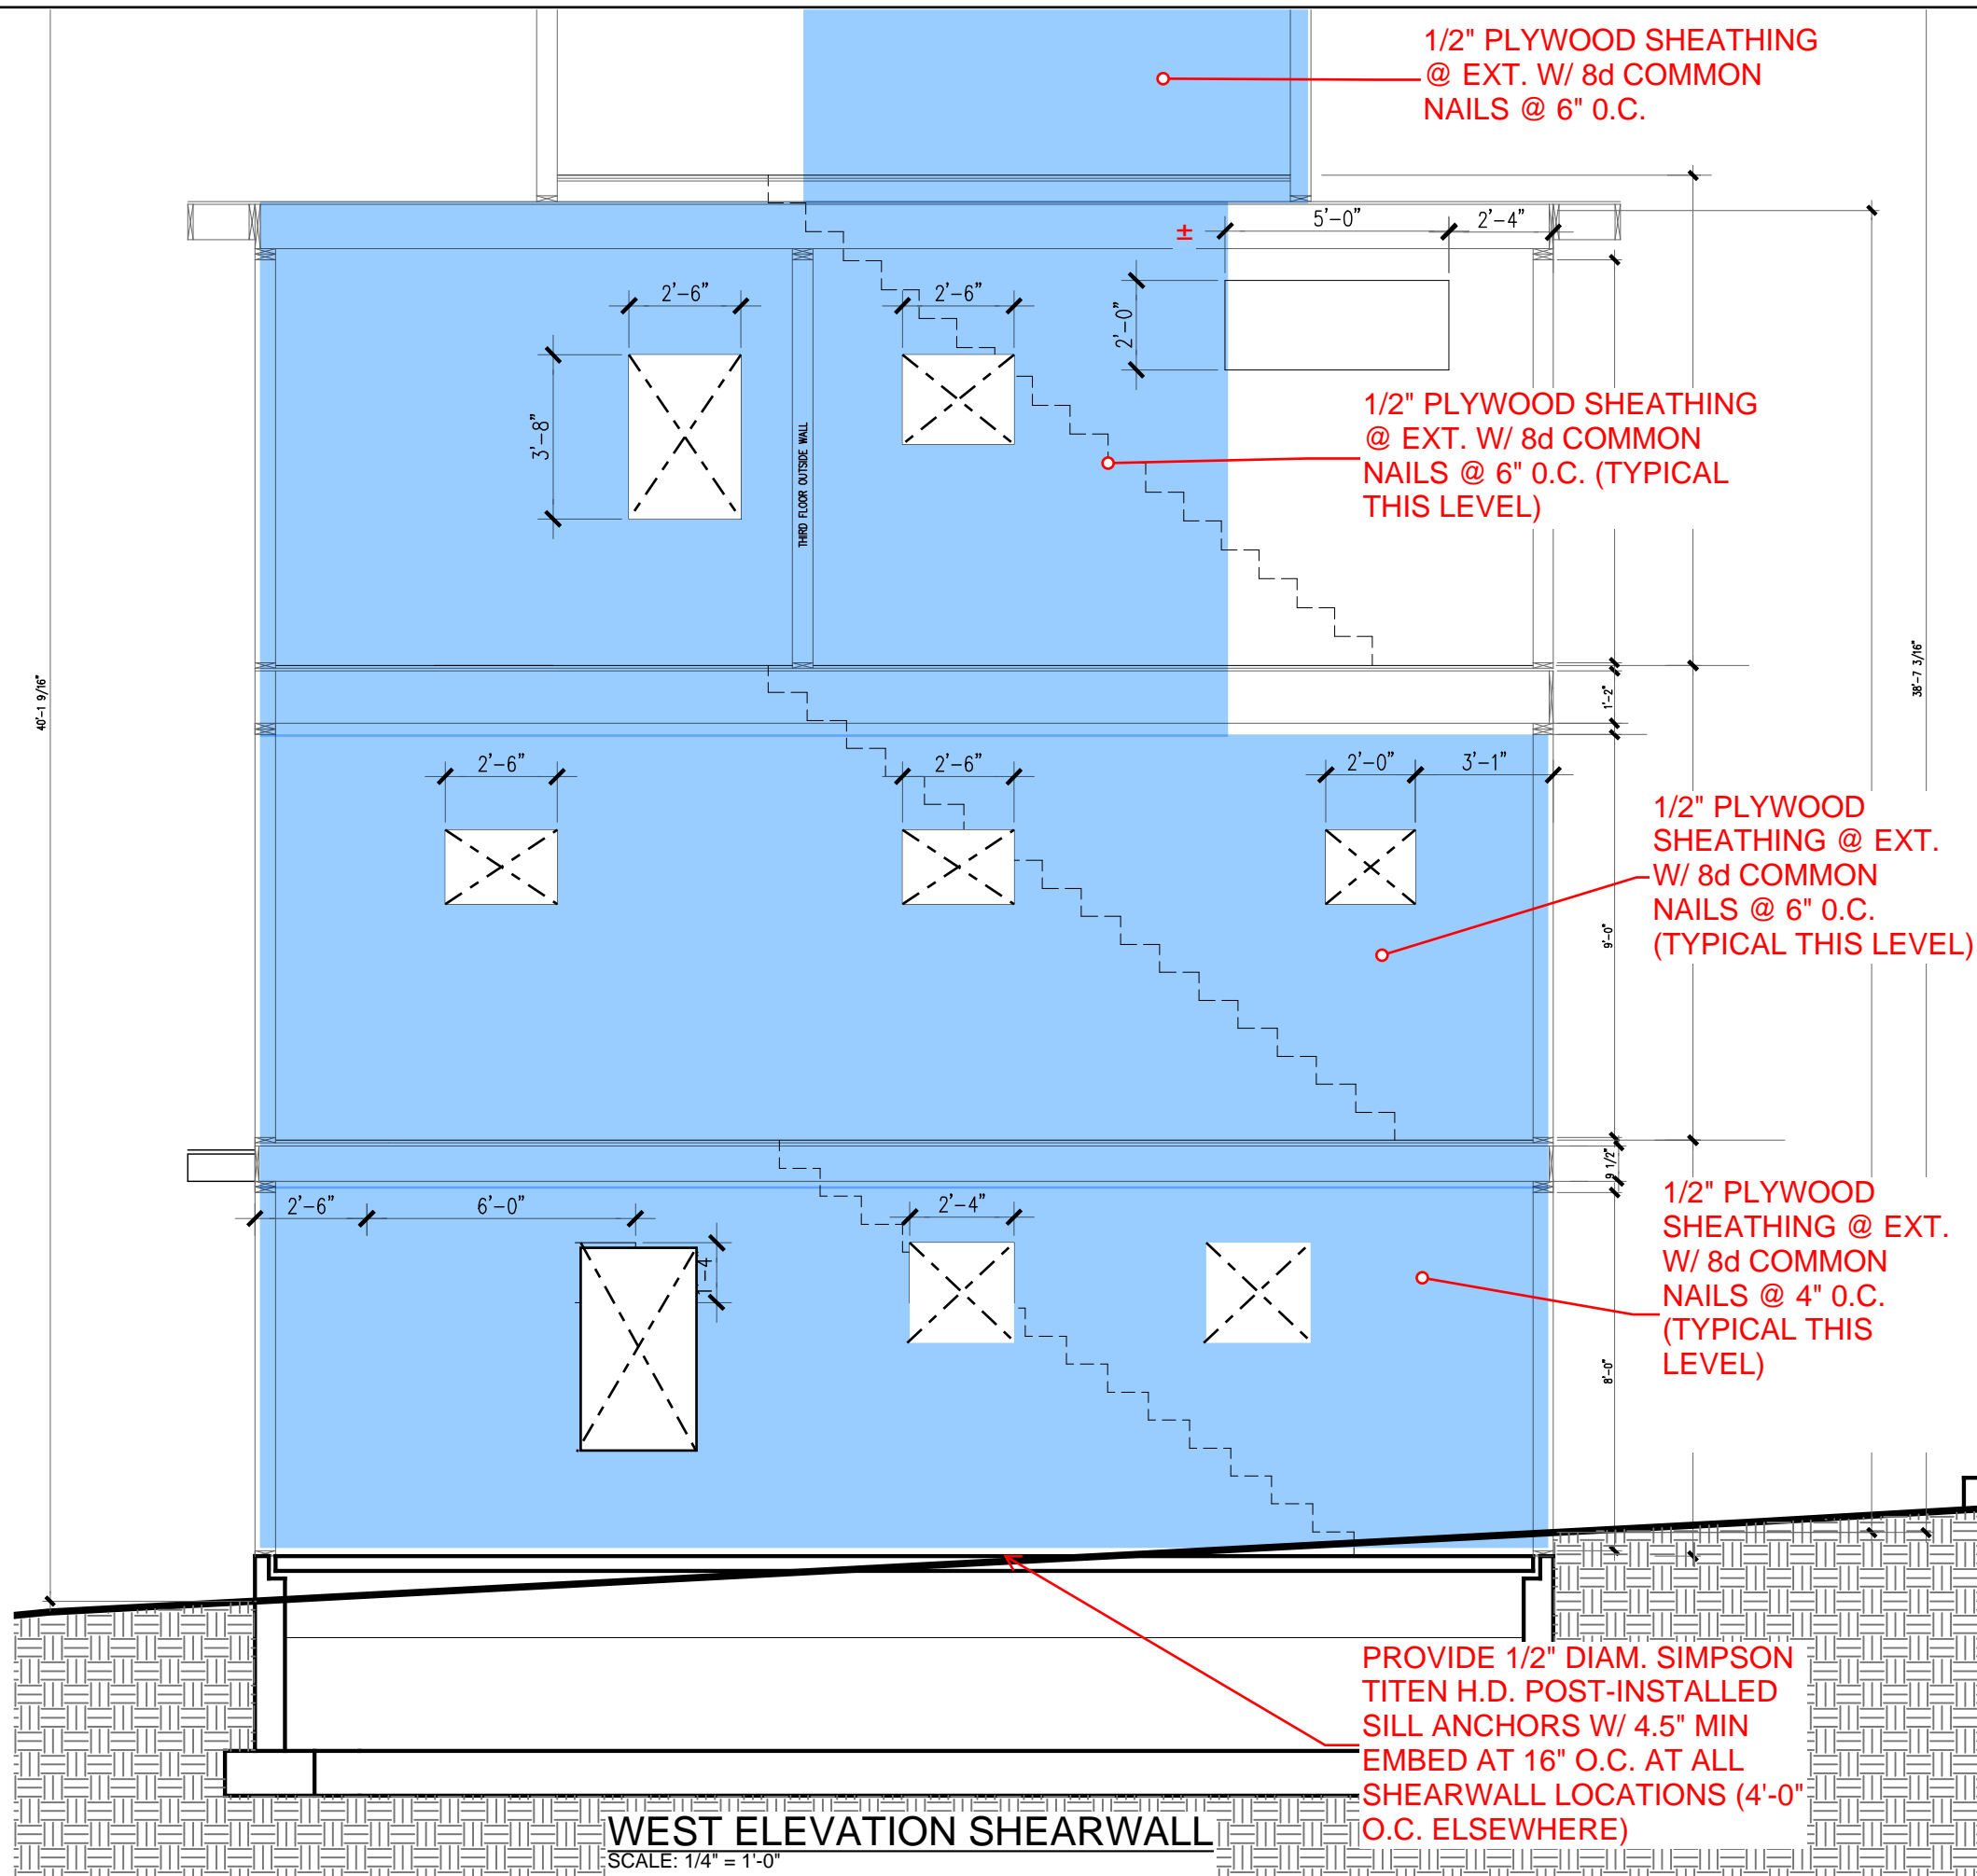 1/2" PLYWOOD SHEATHING
@ EXT. W/ 8d COMMON
NAILS @ 6" 0.C.
±
5'-0"
2'-4"
2'-6"
2'-6"
2'-0"
3'-8"
THIRD FLOOR OUTSIDE WALL
1/2" PLYWOOD SHEATHING
@ EXT. W/ 8d COMMON
NAILS @ 6" 0.C. (TYPICAL
THIS LEVEL)
40'-1 9/16"
38'-7 3/16"
1'-2"
2'-6"
2'-6"
2'-0"
3'-1"
1/2" PLYWOOD
SHEATHING @ EXT.
W/ 8d COMMON
NAILS @ 6" 0.C.
(TYPICAL THIS LEVEL)
9'-0"
9 1/2"
2'-6"
6'-0"
2'-4"
1/2" PLYWOOD
SHEATHING @ EXT.
W/ 8d COMMON
NAILS @ 4" 0.C.
(TYPICAL THIS
LEVEL)
8'-0"
PROVIDE 1/2" DIAM. SIMPSON
TITEN H.D. POST-INSTALLED
SILL ANCHORS W/ 4.5" MIN
EMBED AT 16" O.C. AT ALL
SHEARWALL LOCATIONS (4'-0"
O.C. ELSEWHERE)
WEST ELEVATION SHEARWALL
SCALE: 1/4" = 1'-0"